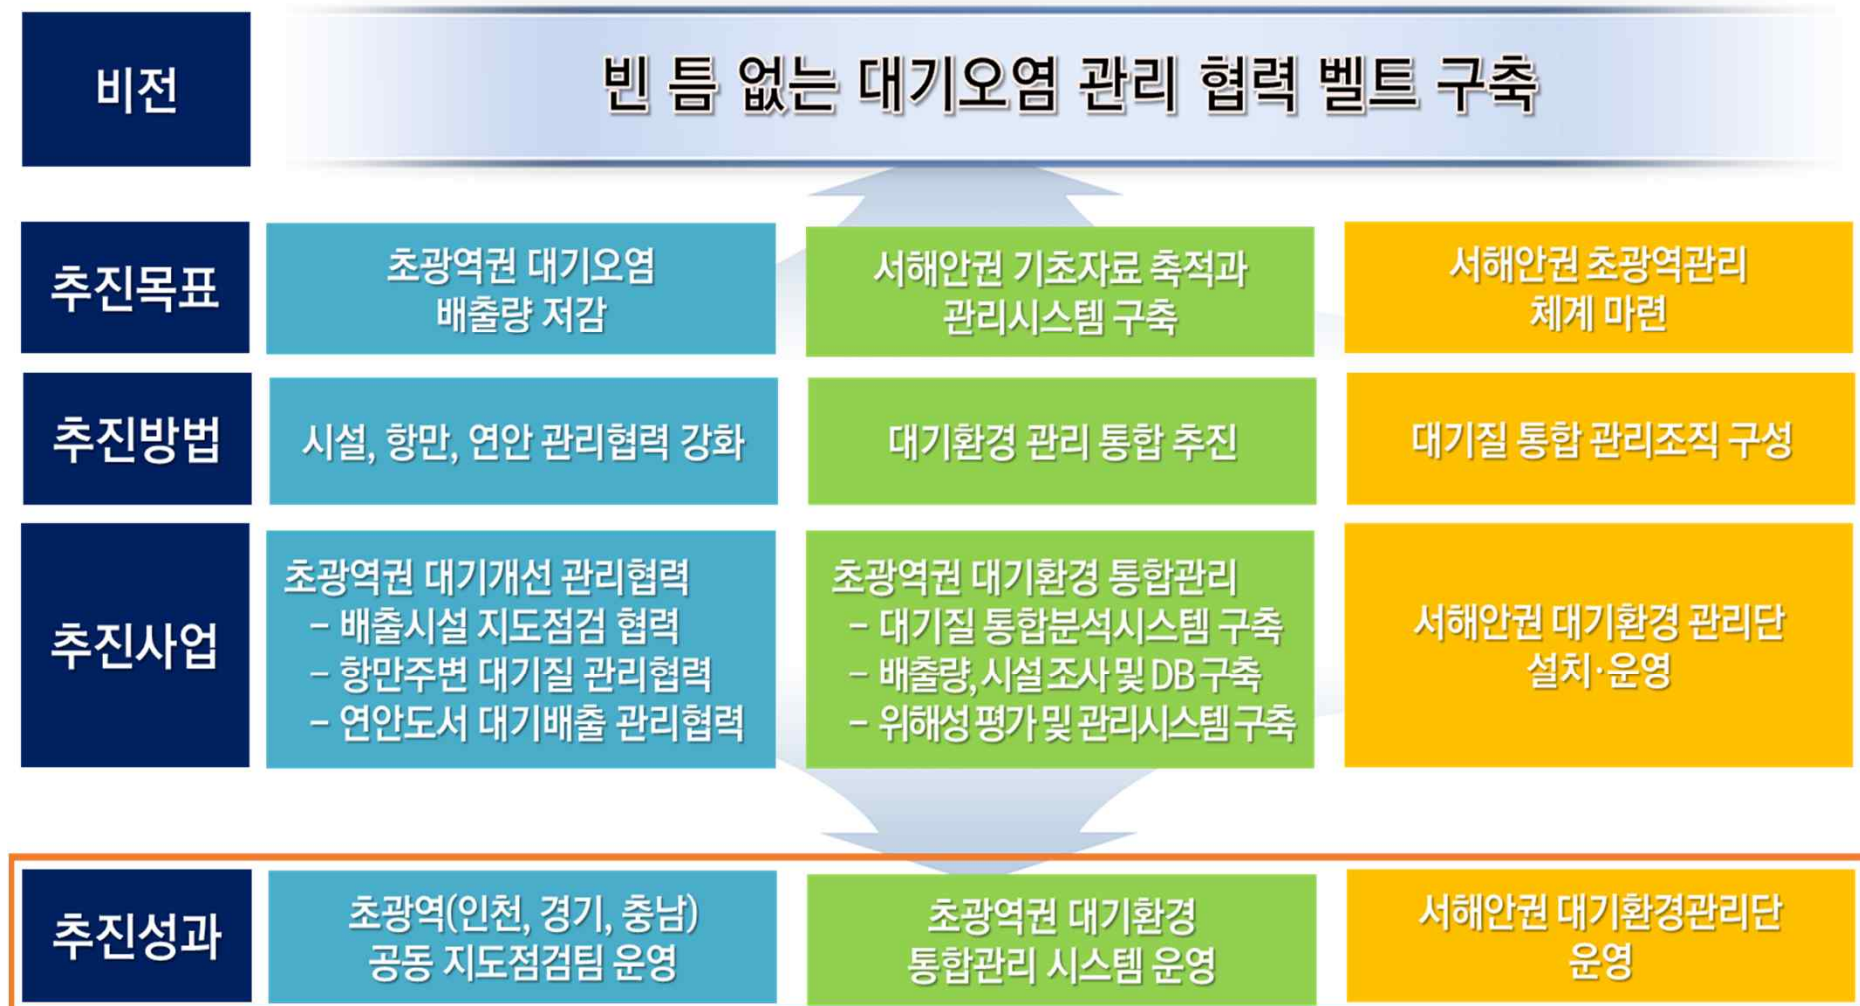 비전
빈 틈 없는 대기오염 관리 협력 벨트 구축
추진목표
초광역권 대기오염
배출량 저감
서해안권 기초자료 축적과
관리시스템 구축
서해안권 초광역관리
체계 마련
추진방법
시설, 항만, 연안 관리협력 강화
대기환경 관리 통합 추진
대기질 통합 관리조직 구성
추진사업
초광역권 대기개선 관리협력
– 배출시설 지도점검 협력
– 항만주변 대기질 관리협력
– 연안도서 대기배출 관리협력
초광역권 대기환경 통합관리
– 대기질 통합분석시스템 구축
– 배출량, 시설 조사 및 DB 구축
– 위해성 평가 및 관리시스템 구축
서해안권 대기환경 관리단
설치·운영
추진성과
초광역(인천, 경기, 충남)
공동 지도점검팀 운영
초광역권 대기환경
통합관리 시스템 운영
서해안권 대기환경관리단
운영